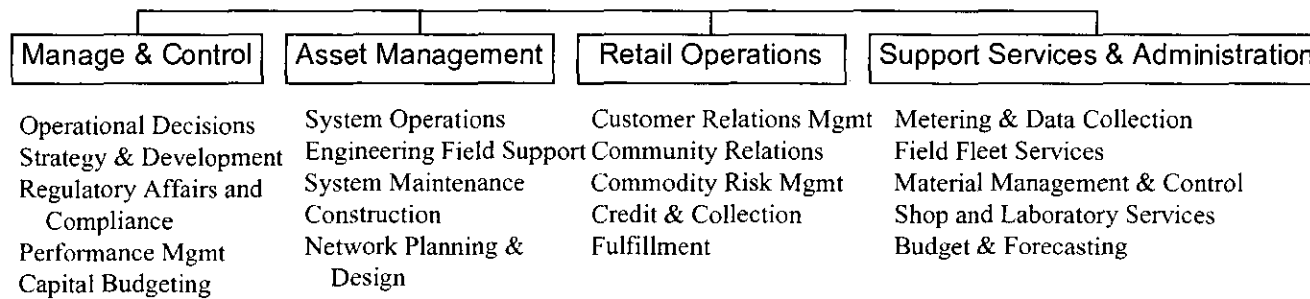 Manage & Control
Operational Decisions
Strategy & Development
Regulatory Affairs and
Compliance
Performance Mgmt
Capital Budgeting
Asset Management
System Operations
Engineering Field Support
System Maintenance
Construction
Network Planning &
Design
Retail Operations
Customer Relations Mgmt
Community Relations
Commodity Risk Mgmt
Credit & Collection
Fulfillment
Support Services & Administration
Metering & Data Collection
Field Fleet Services
Material Management & Control
Shop and Laboratory Services
Budget & Forecasting